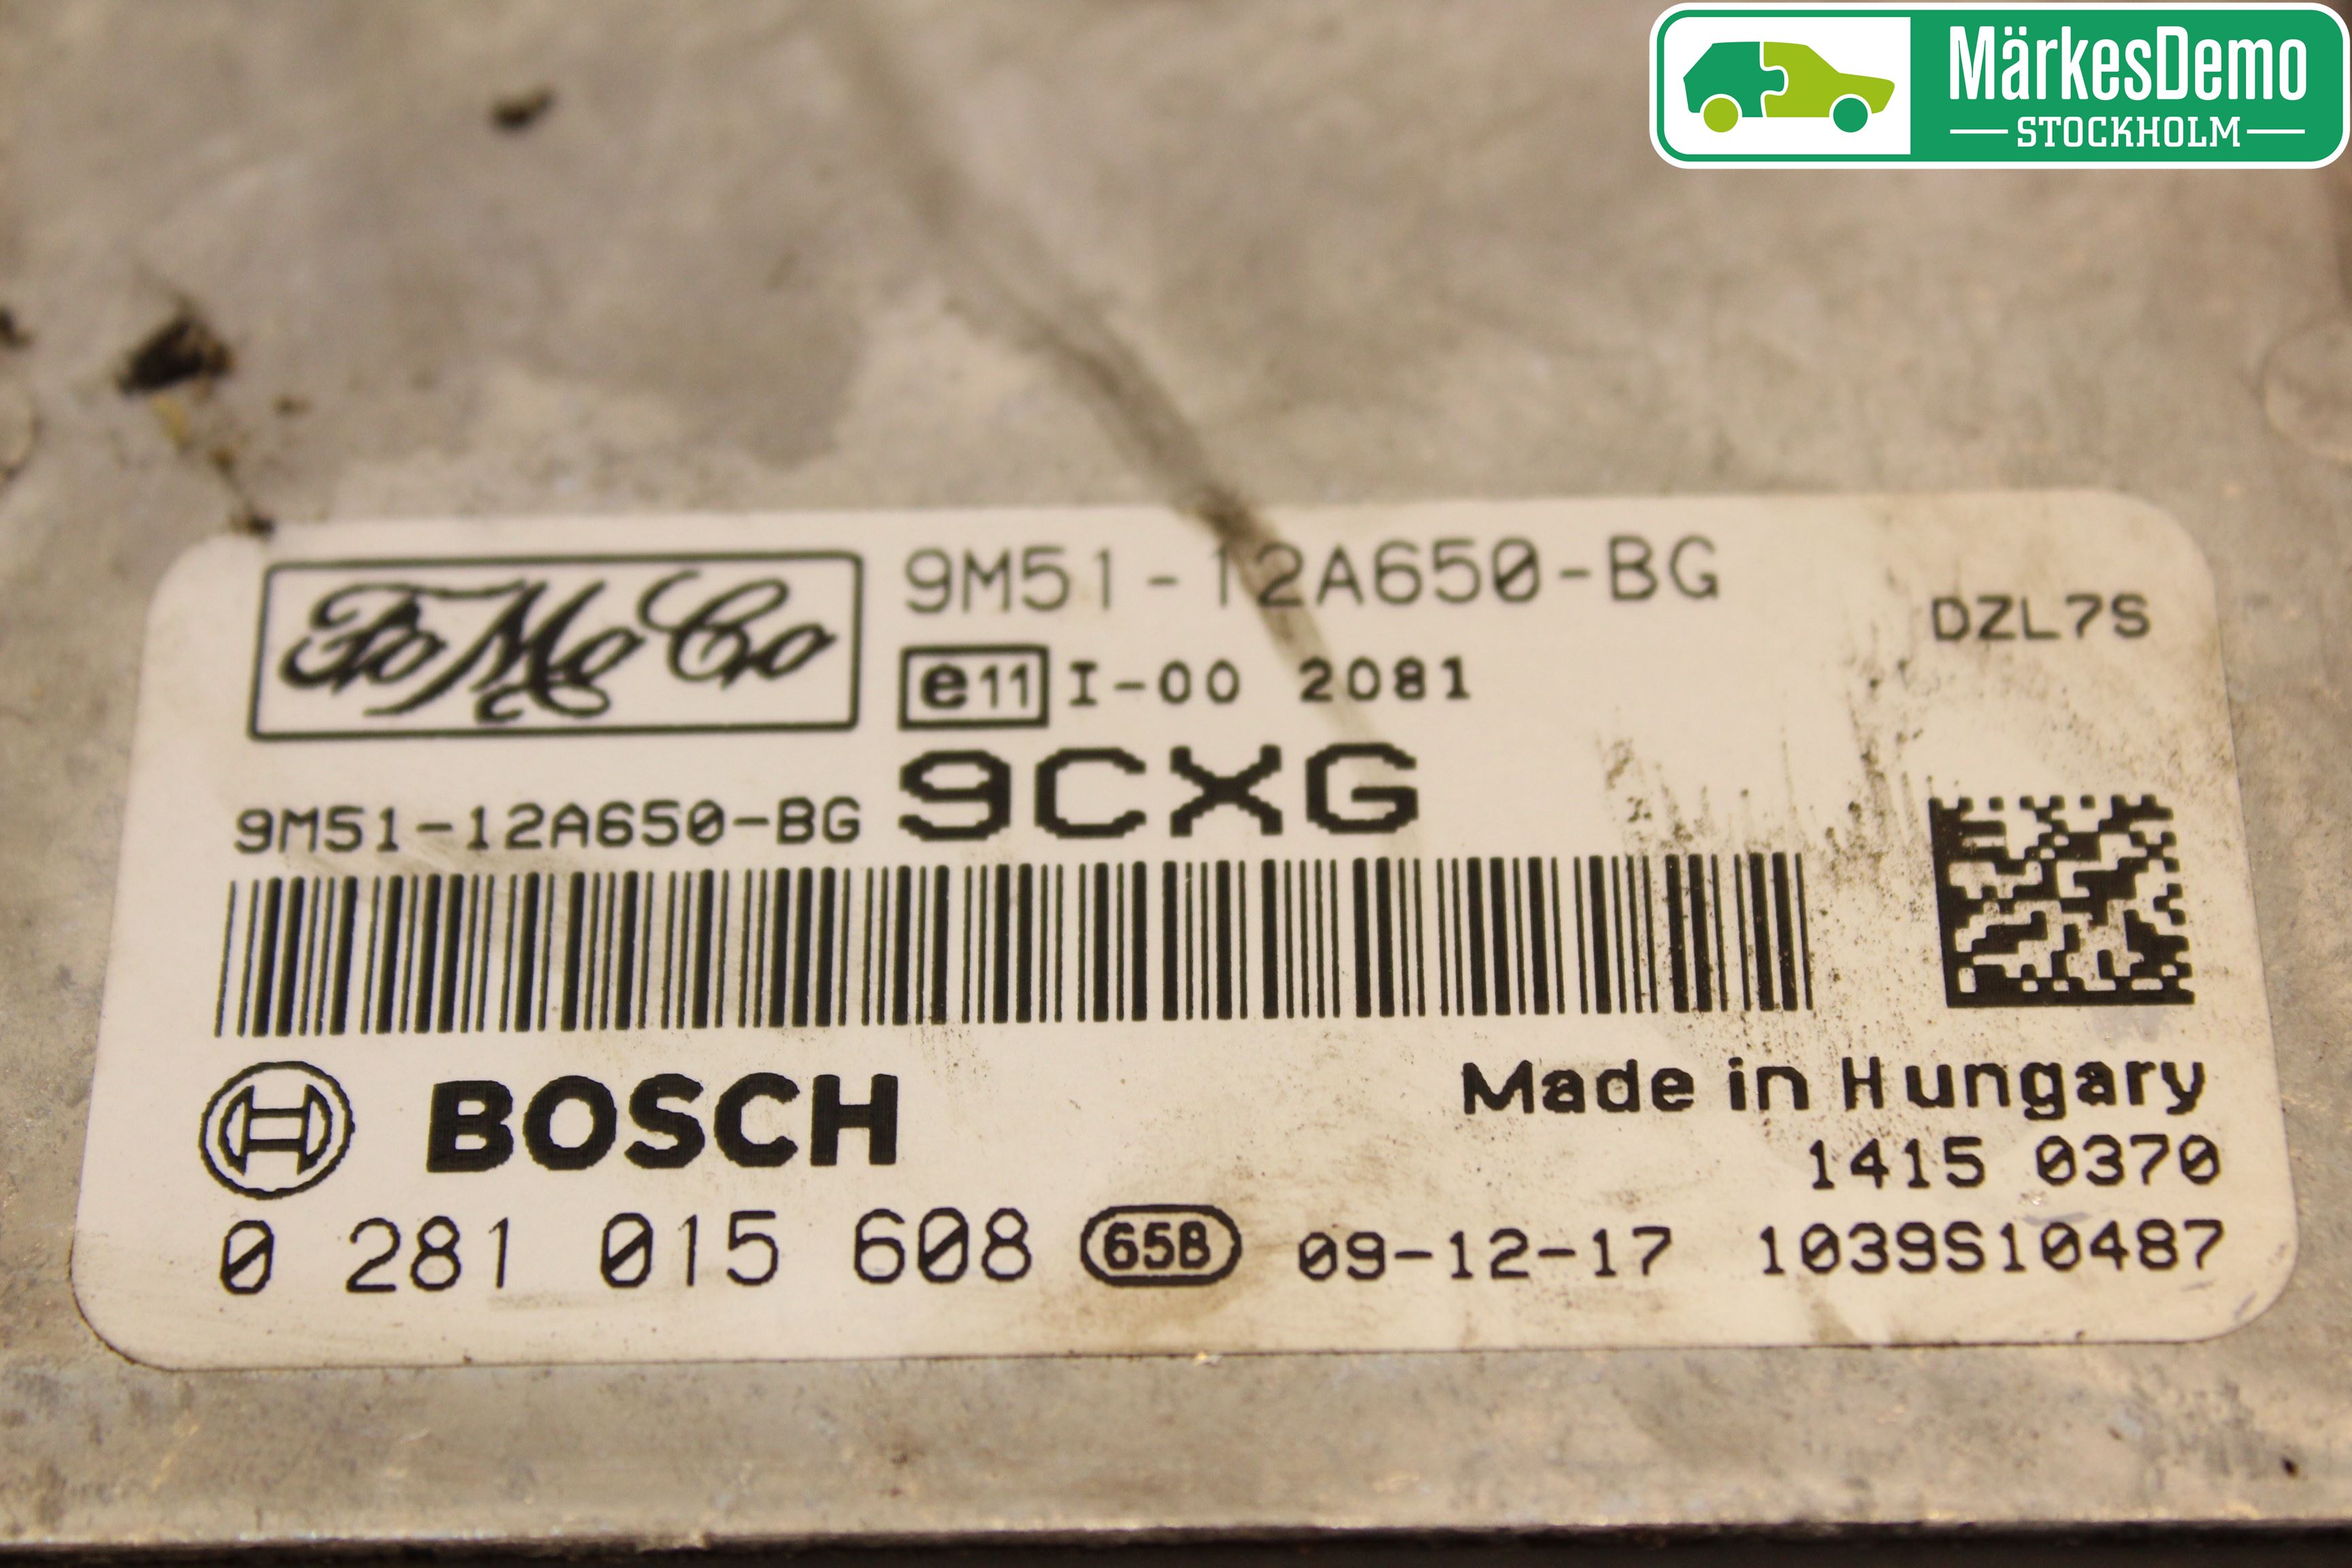 MärkesDemo
STOCKHOLM
FoMoCo
9M51-12A650-BG
DZL7S
e11 I-00 2081
9CXG
9M51-12A650-BG
BOSCH
Made in Hungary
1415 0370
0 281 015 608 65B 09-12-17 1039S10487